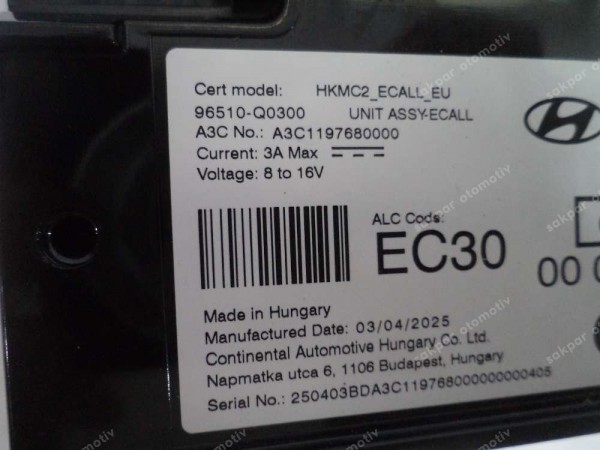 Cert model: HKMC2_ECALL_EU
96510-Q0300 UNIT ASSY-ECALL
A3C No.: A3C1197680000
Current: 3A Max
Voltage: 8 to 16V
ALC Code:
EC30
00
Made in Hungary
Manufactured Date: 03/04/2025
Continental Automotive Hungary Co. Ltd.
Napmatka utca 6, 1106 Budapest, Hungary
Serial No.: 250403BDA3C119768000000000405
sakpar otomotiv